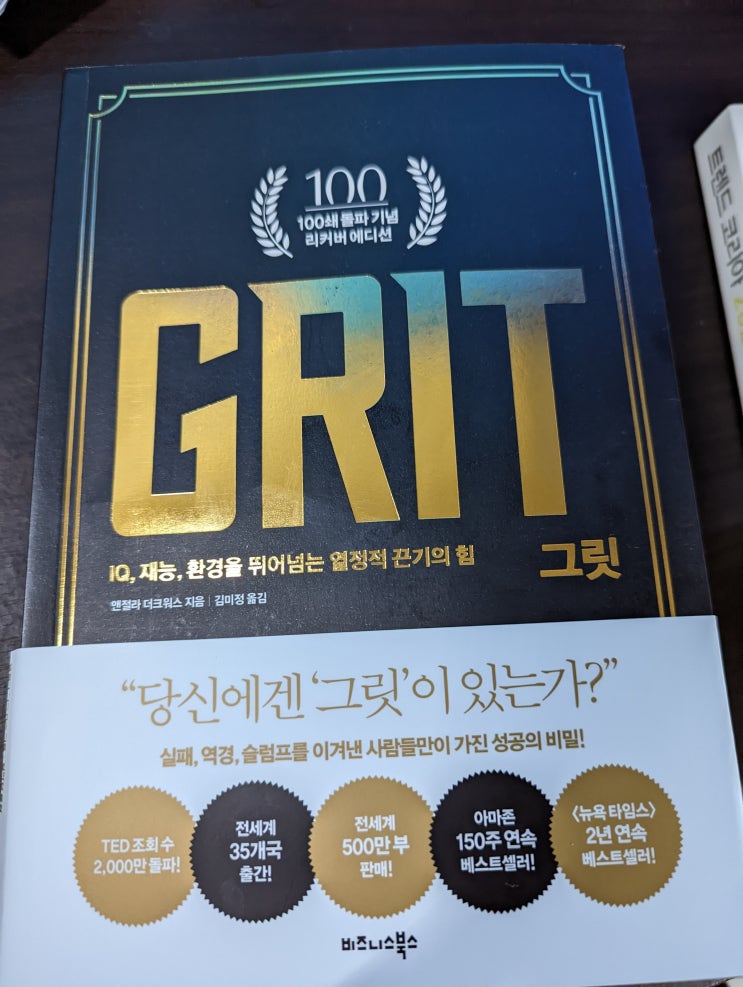 100
100쇄 돌파 기념
리커버 에디션
GRIT
IQ, 재능, 환경을 뛰어넘는 열정적 끈기의 힘
그릿
앤절라 더크워스 지음 | 김미정 옮김
“당신에겐 ‘그릿’이 있는가?”
실패, 역경, 슬럼프를 이겨낸 사람들만이 가진 성공의 비밀!
TED 조회 수
2,000만 돌파!
전세계
35개국
출간!
전세계
500만 부
판매!
아마존
150주 연속
베스트셀러!
〈뉴욕 타임스〉
2년 연속
베스트셀러!
비즈니스북스
트렌드 코리아